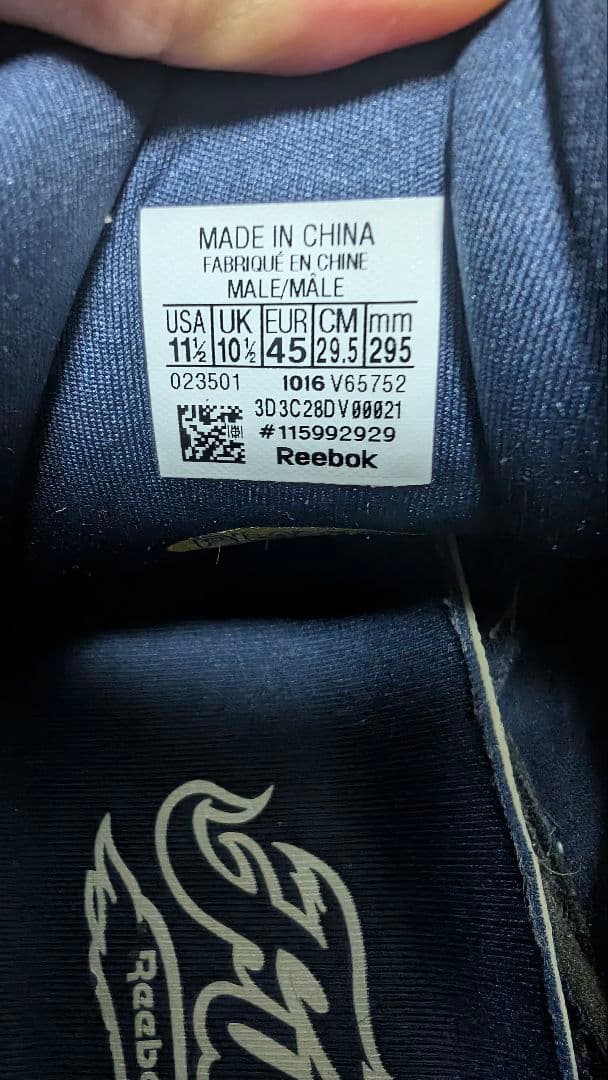 MADE IN CHINA
FABRIQUÉ EN CHINE
MALE/MÂLE
USA UK EUR CM mm
11½ 10½ 45 29.5 295
023501 1016 V65752
3D3C28DV00021
#115992929
Reebok